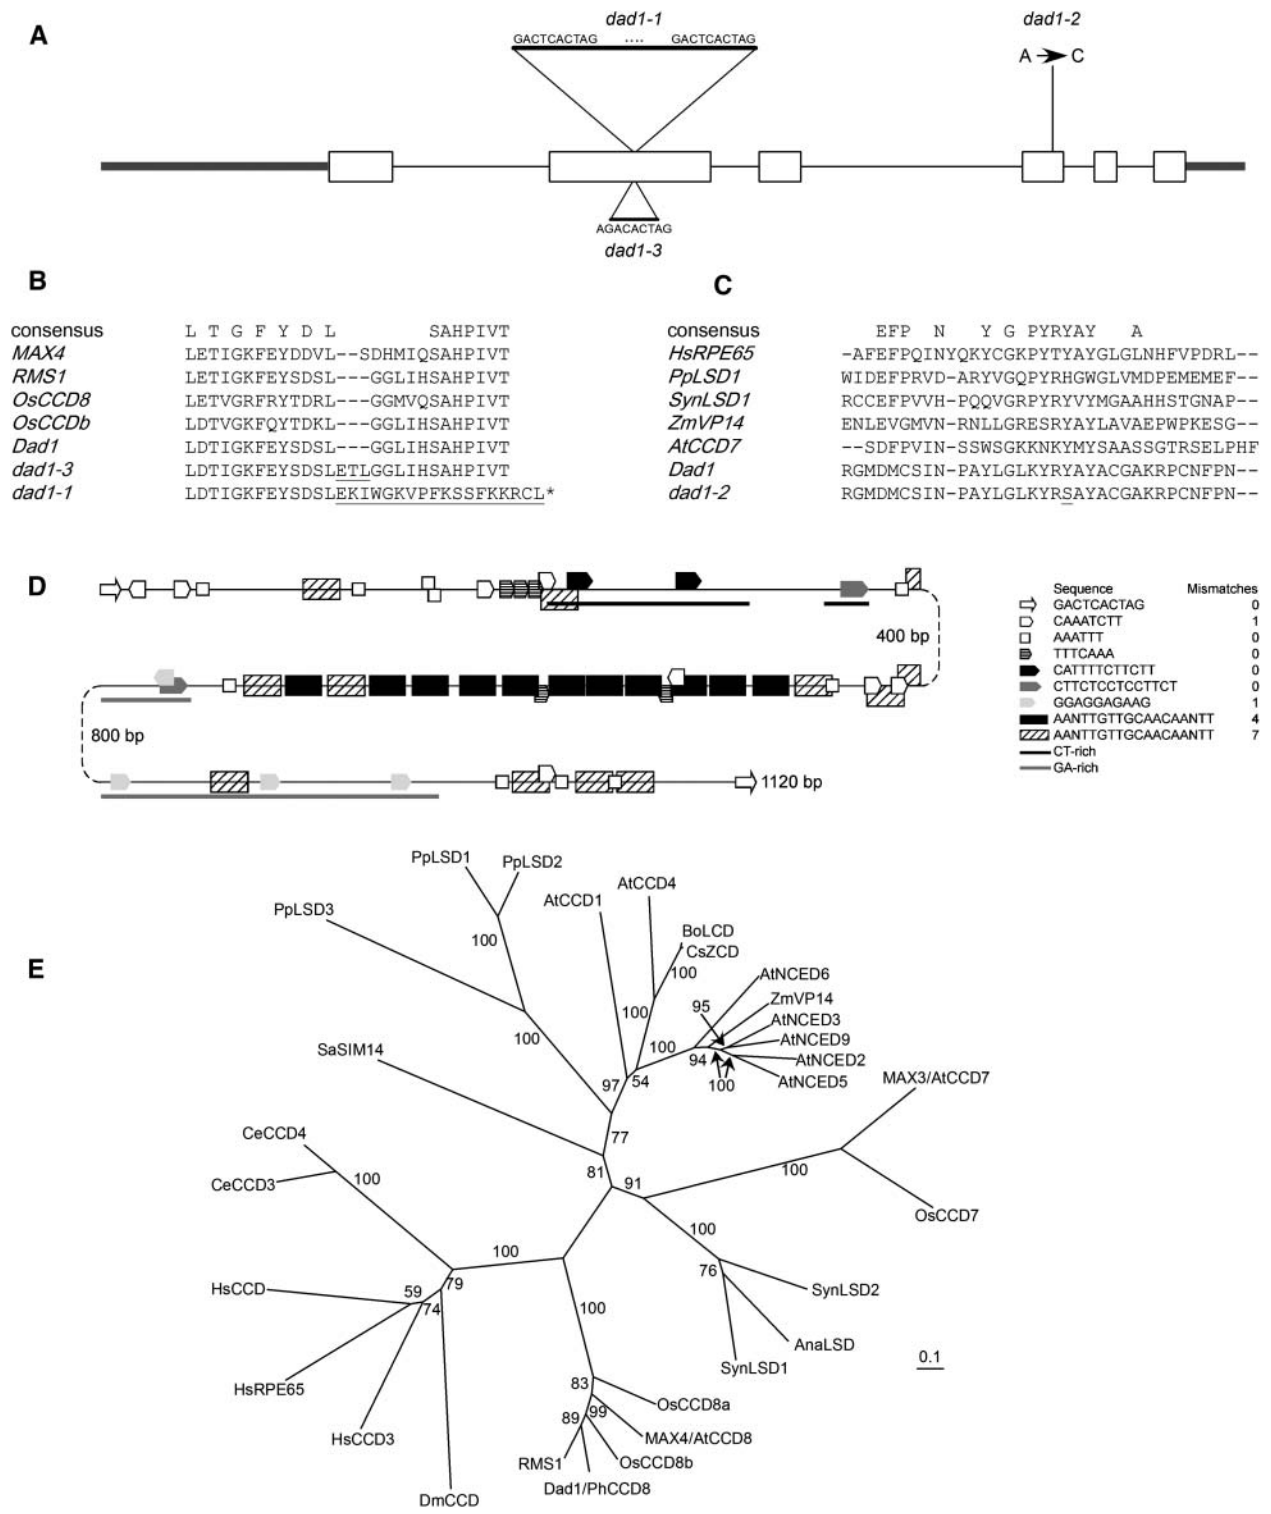 A
dad1-1
dad1-2
GACTCACTAG .... GACTCACTAG
A C
AGACACTAG
dad1-3
B
consensus L T G F Y D L SAHPIVT
MAX4 LETIGKFEYDDVL--SDHMIQSAHPIVT
RMS1 LETIGKFEYSDSL---GGLIHSAHPIVT
OsCCD8 LETVGRFRYTDRL---GGMVQSAHPIVT
OsCCDb LDTVGKFQYTDKL---GGLIHSAHPIVT
Dad1 LDTIGKFEYSDSL---GGLIHSAHPIVT
dad1-3 LDTIGKFEYSDSLETLGGLIHSAHPIVT
dad1-1 LDTIGKFEYSDSLEKIWGKVPFKSSFKKRCL*
C
consensus EFP N Y G PYRYAY A
HsRPE65 -AFEFPQINYQKYCGKPYTYAYGLGLNHFVPDRL--
PpLSD1 WIDEFPRVD-ARYVGQPYRHGWGLVMDPEMEMEF--
SynLSD1 RCCEFPVVH-PQQVGRPYRYVYMGAAHHSTGNAP--
ZmVP14 ENLEVGMVN-RNLLGRESRYAYLAVAEPWPKESG--
AtCCD7 --SDFPVIN-SSWSGKKNKYMYSAASSGTRSELPHF
Dad1 RGMDMCSIN-PAYLGLKYRYAYACGAKRPCNFPN--
dad1-2 RGMDMCSIN-PAYLGLKYRSAYACGAKRPCNFPN--
D
400 bp
800 bp
1120 bp
Sequence Mismatches
GACTCACTAG 0
CAAATCTT 1
AAATTT 0
TTTCAAA 0
CATTTTCTTCTT 0
CTTCTCCTCCTTCT 0
GGAGGAGAAG 1
AANTTGTTGCAACAANTT 4
AANTTGTTGCAACAANTT 7
CT-rich
GA-rich
E
PpLSD1
PpLSD2
AtCCD4
AtCCD1
PpLSD3
BoLCD
100
CsZCD
100
AtNCED6
ZmVP14
95
100
AtNCED3
100
AtNCED9
100
SaSIM14
94
AtNCED2
97
54
100
AtNCED5
MAX3/AtCCD7
CeCCD4
77
81
100
CeCCD3
100
91
OsCCD7
100
100
59
79
76
HsCCD
SynLSD2
74
100
AnaLSD
SynLSD1
0.1
HsRPE65
83
OsCCD8a
89
99
HsCCD3
MAX4/AtCCD8
RMS1
OsCCD8b
Dad1/PhCCD8
DmCCD